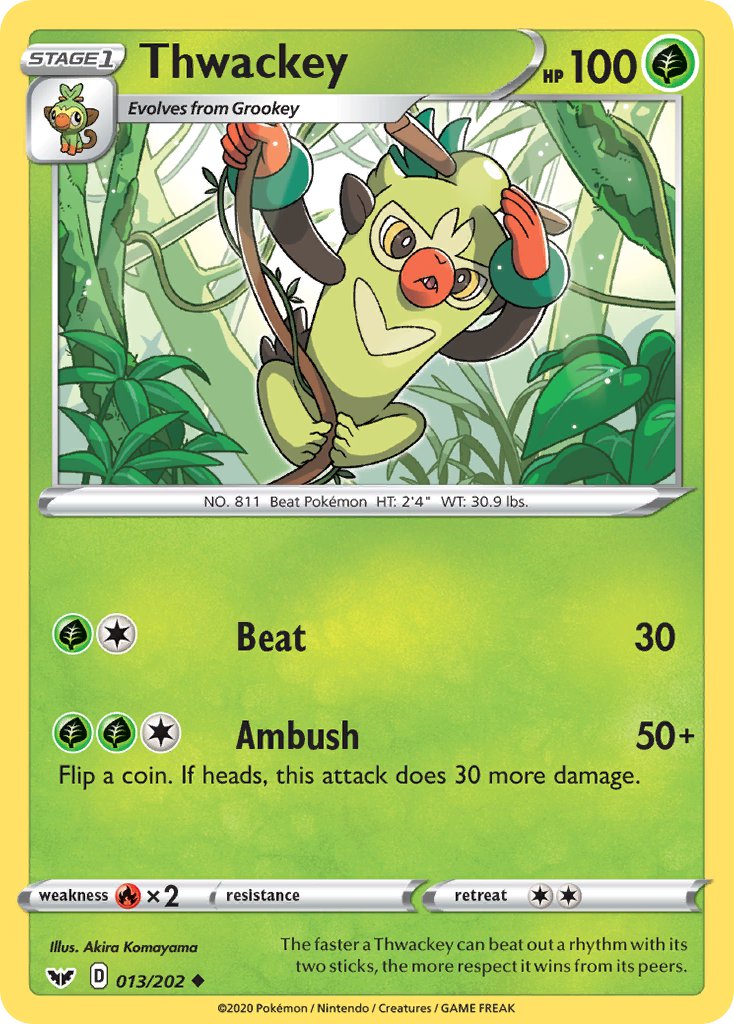 STAGE1
Thwackey
HP 100
Evolves from Grookey
NO. 811 Beat Pokémon HT: 2'4" WT: 30.9 lbs.
Beat 30
Ambush 50+
Flip a coin. If heads, this attack does 30 more damage.
weakness ×2 resistance retreat
Illus. Akira Komayama
The faster a Thwackey can beat out a rhythm with its
two sticks, the more respect it wins from its peers.
D 013/202
©2020 Pokémon / Nintendo / Creatures / GAME FREAK